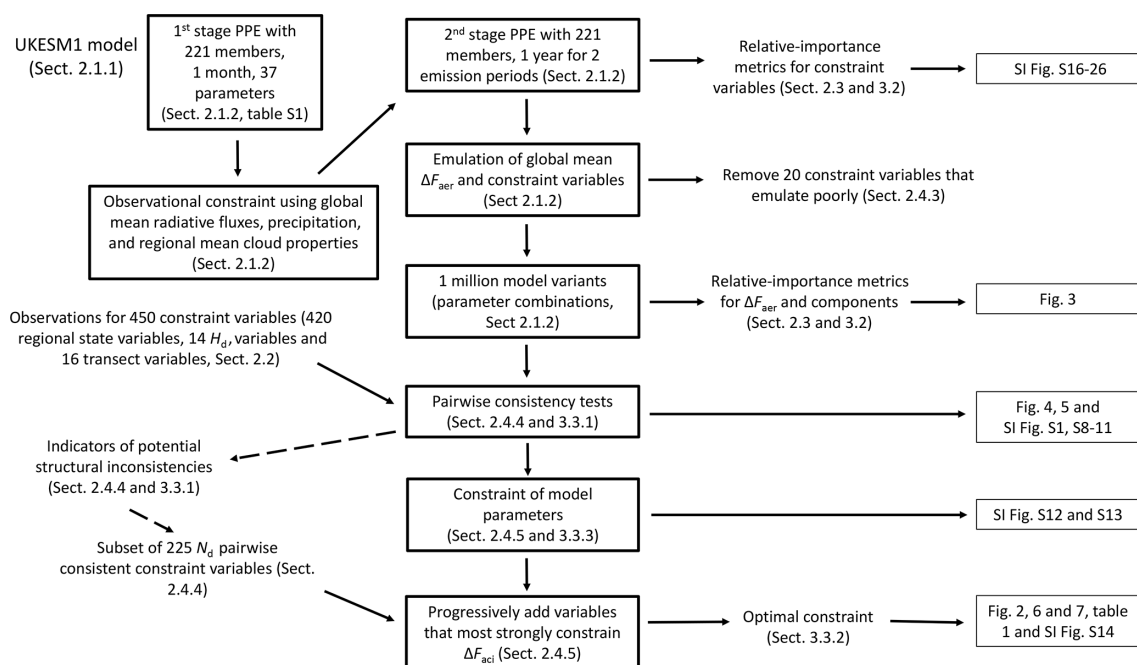 UKESM1 model
(Sect. 2.1.1)
1st stage PPE with
221 members,
1 month, 37
parameters
(Sect. 2.1.2, table S1)
2nd stage PPE with 221
members, 1 year for 2
emission periods (Sect. 2.1.2)
Relative-importance
metrics for constraint
variables (Sect. 2.3 and 3.2)
SI Fig. S16-26
Observational constraint using global
mean radiative fluxes, precipitation,
and regional mean cloud properties
(Sect. 2.1.2)
Emulation of global mean
ΔFaer and constraint variables
(Sect 2.1.2)
Remove 20 constraint variables that
emulate poorly (Sect. 2.4.3)
1 million model variants
(parameter combinations,
Sect 2.1.2)
Relative-importance metrics
for ΔFaer and components
(Sect. 2.3 and 3.2)
Fig. 3
Observations for 450 constraint variables (420
regional state variables, 14 Hd, variables and
16 transect variables, Sect. 2.2)
Pairwise consistency tests
(Sect. 2.4.4 and 3.3.1)
Fig. 4, 5 and
SI Fig. S1, S8-11
Indicators of potential
structural inconsistencies
(Sect. 2.4.4 and 3.3.1)
Constraint of model
parameters
(Sect. 2.4.5 and 3.3.3)
SI Fig. S12 and S13
Subset of 225 Nd pairwise
consistent constraint variables (Sect.
2.4.4)
Progressively add variables
that most strongly constrain
ΔFaci (Sect. 2.4.5)
Optimal constraint
(Sect. 3.3.2)
Fig. 2, 6 and 7, table
1 and SI Fig. S14